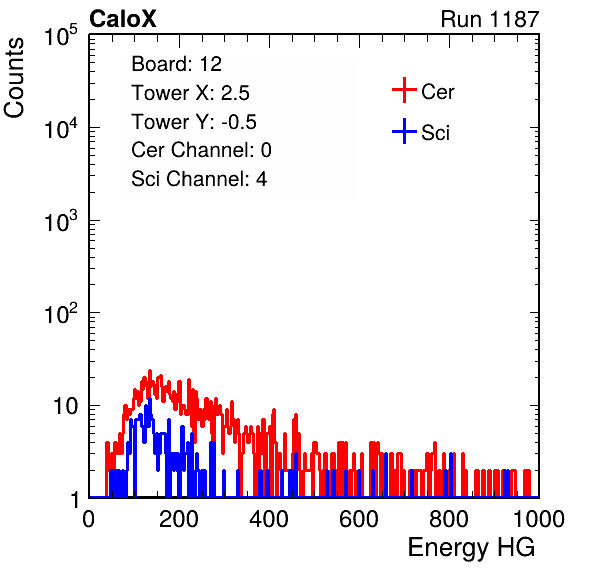 CaloX Run 1187
Counts
10^5
10^4
10^3
10^2
10
1
Board: 12
Tower X: 2.5
Tower Y: -0.5
Cer Channel: 0
Sci Channel: 4
Cer
Sci
0 200 400 600 800 1000
Energy HG